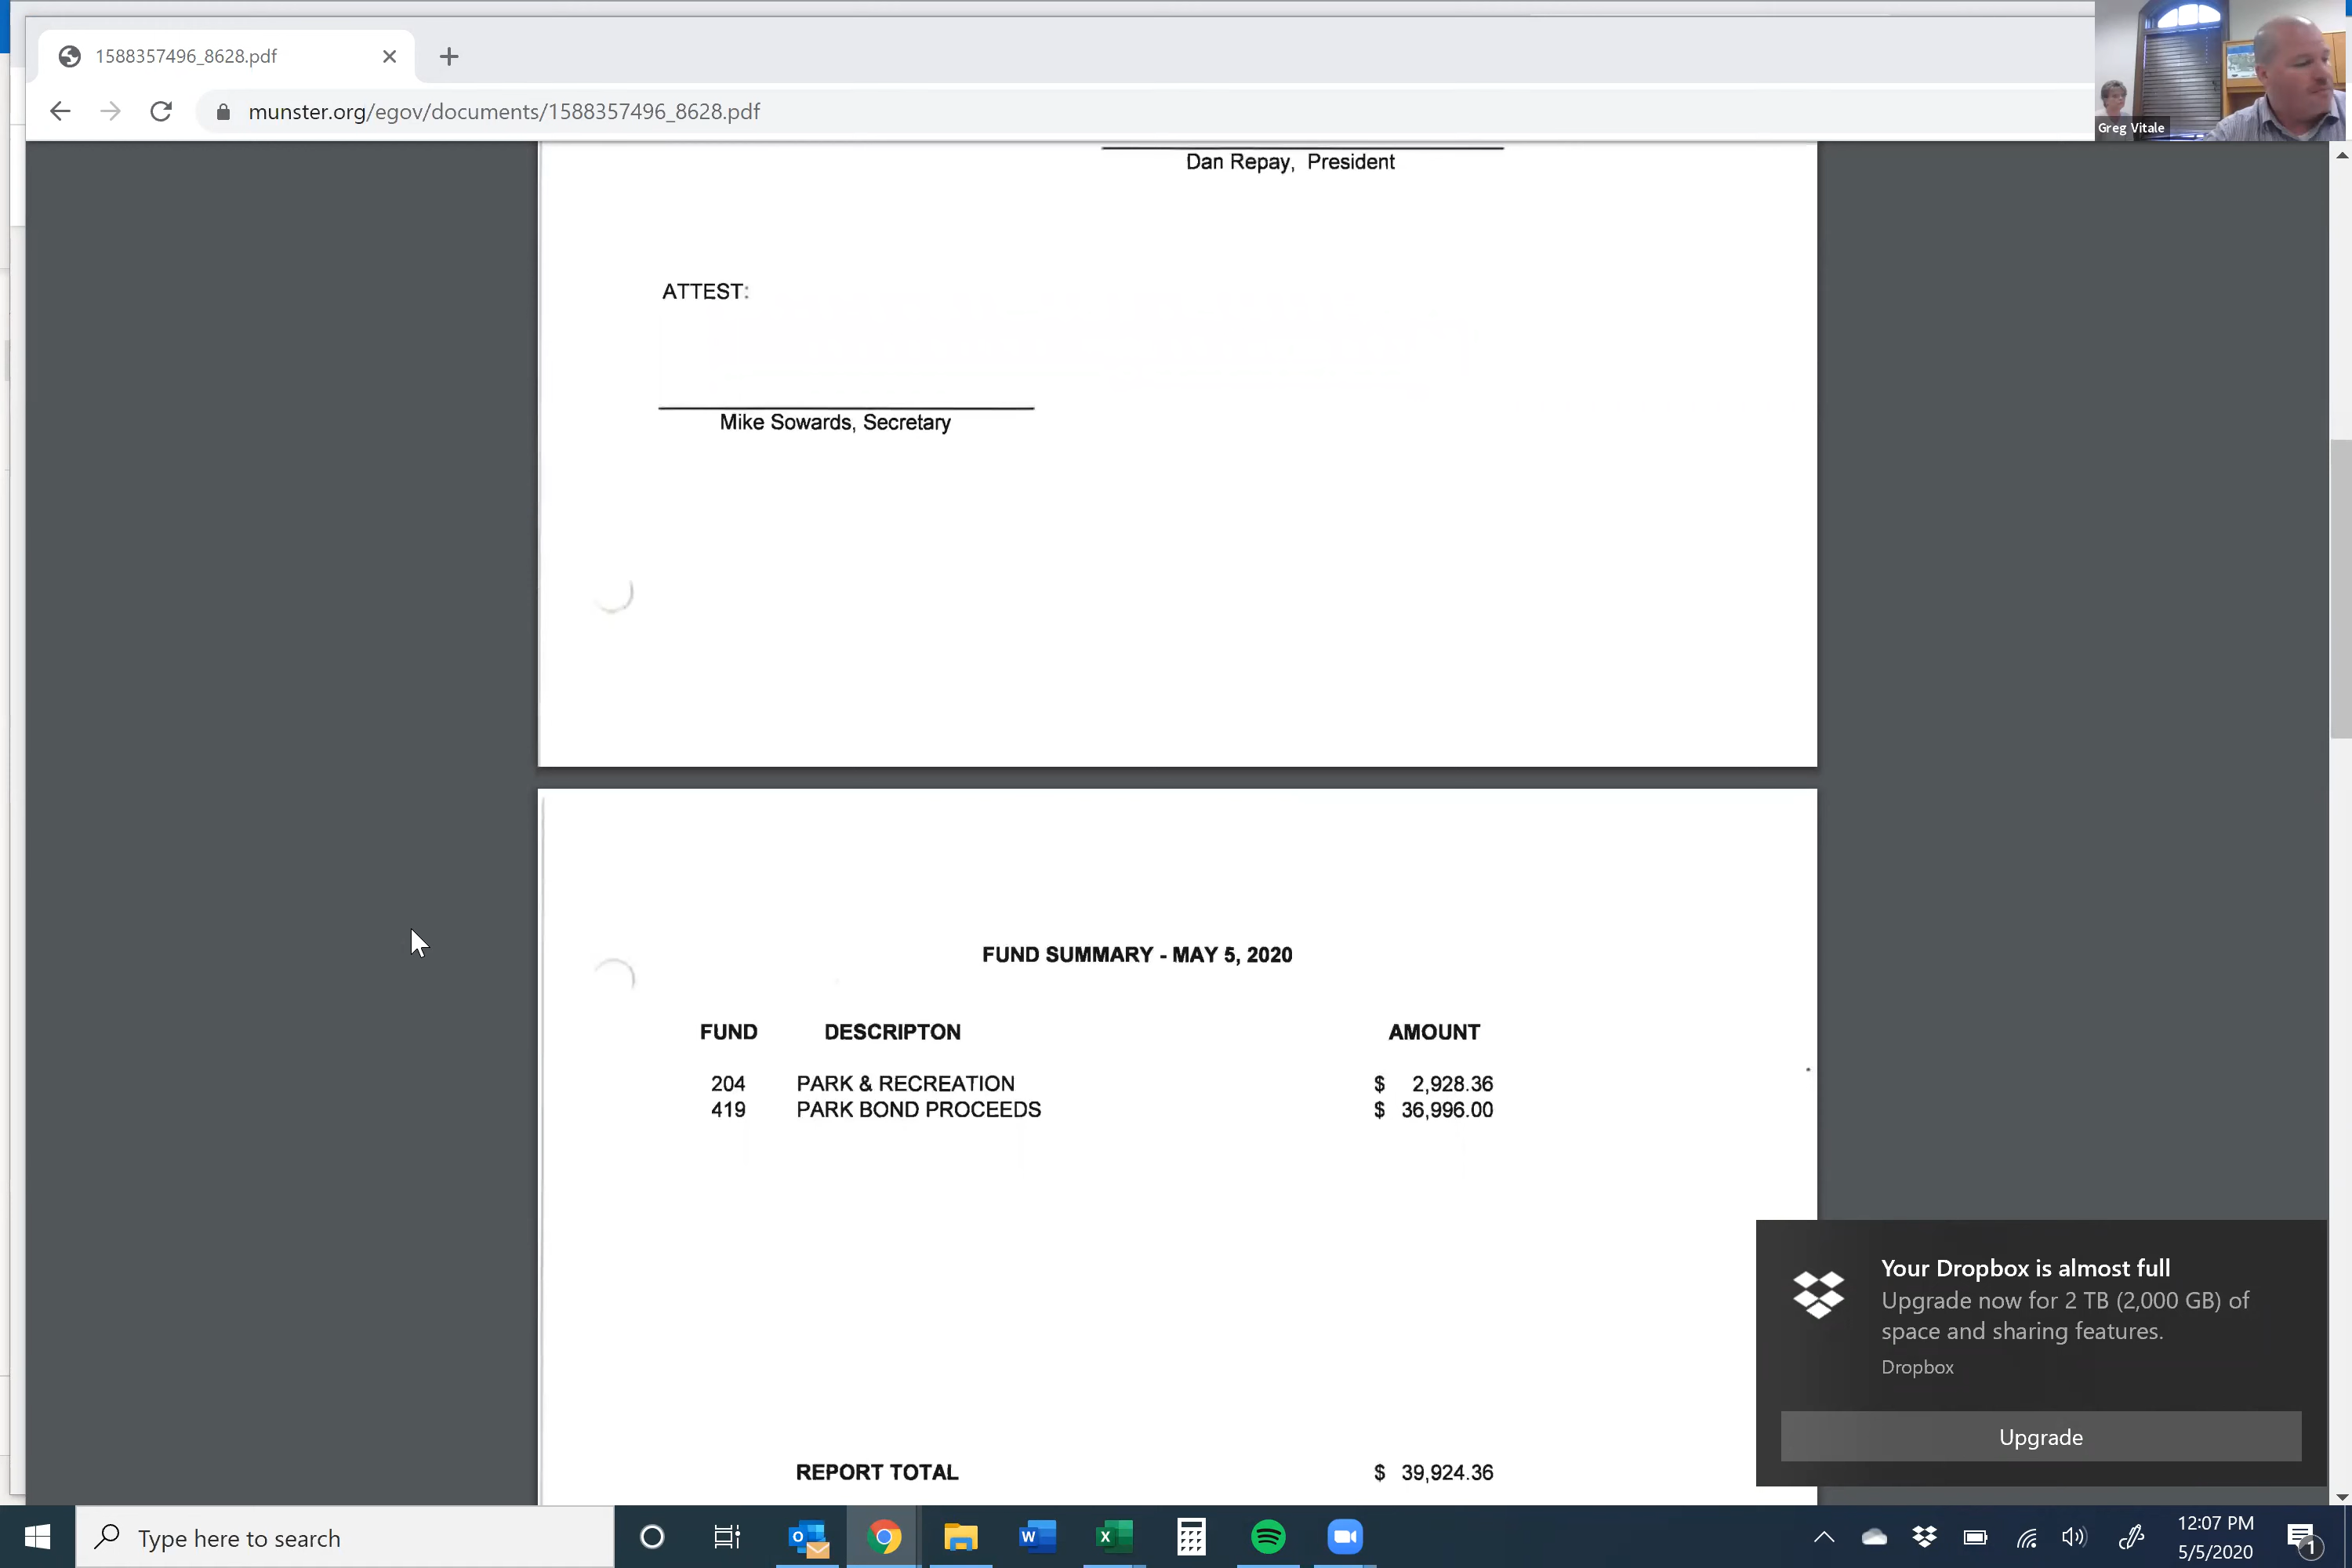 1588357496_8628.pdf
munster.org/egov/documents/1588357496_8628.pdf
Greg Vitale
Dan Repay, President
ATTEST:
Mike Sowards, Secretary
FUND SUMMARY - MAY 5, 2020
FUND DESCRIPTON AMOUNT
204 PARK & RECREATION $ 2,928.36
419 PARK BOND PROCEEDS $ 36,996.00
REPORT TOTAL $ 39,924.36
Your Dropbox is almost full
Upgrade now for 2 TB (2,000 GB) of
space and sharing features.
Dropbox
Upgrade
Type here to search
12:07 PM
5/5/2020
1